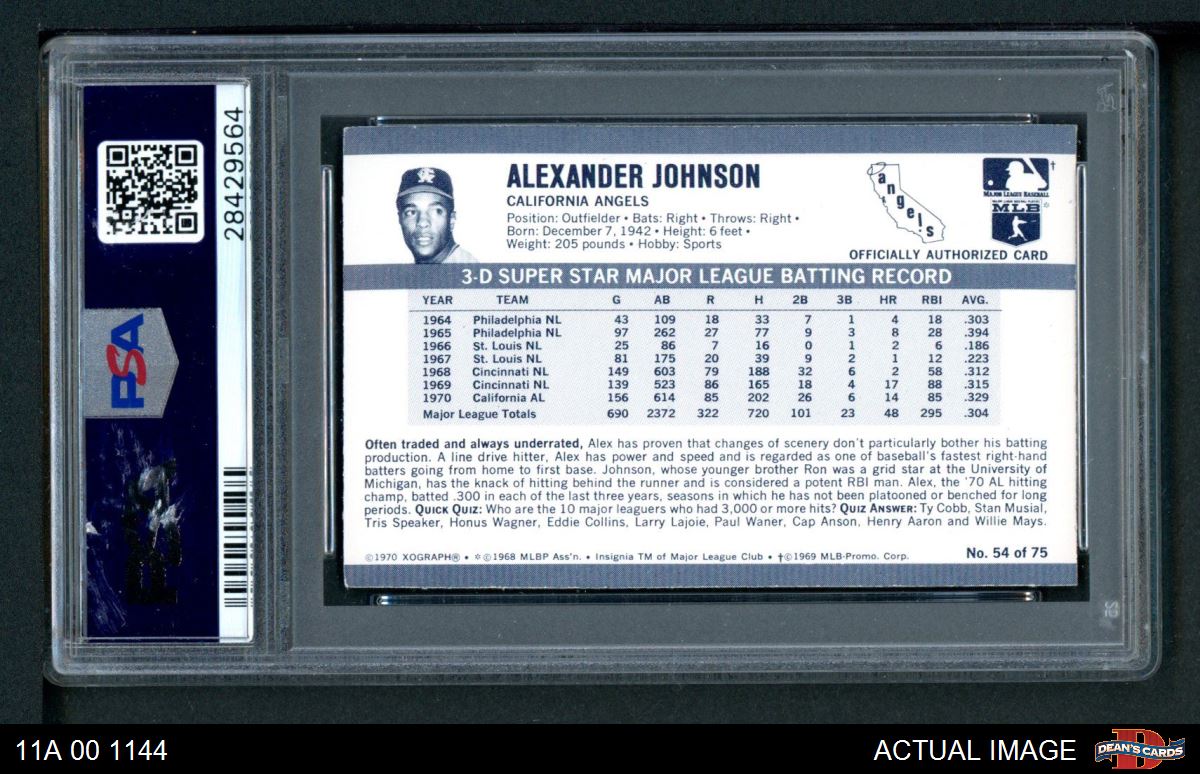 28429564
PSA
ALEXANDER JOHNSON
CALIFORNIA ANGELS
Position: Outfielder • Bats: Right • Throws: Right •
Born: December 7, 1942 • Height: 6 feet •
Weight: 205 pounds • Hobby: Sports
angels
MAJOR LEAGUE BASEBALL †
MLB *
OFFICIALLY AUTHORIZED CARD
3-D SUPER STAR MAJOR LEAGUE BATTING RECORD
YEAR TEAM G AB R H 2B 3B HR RBI AVG.
1964 Philadelphia NL 43 109 18 33 7 1 4 18 .303
1965 Philadelphia NL 97 262 27 77 9 3 8 28 .394
1966 St. Louis NL 25 86 7 16 0 1 2 6 .186
1967 St. Louis NL 81 175 20 39 9 2 1 12 .223
1968 Cincinnati NL 149 603 79 188 32 6 2 58 .312
1969 Cincinnati NL 139 523 86 165 18 4 17 88 .315
1970 California AL 156 614 85 202 26 6 14 85 .329
Major League Totals 690 2372 322 720 101 23 48 295 .304
Often traded and always underrated, Alex has proven that changes of scenery don't particularly bother his batting
production. A line drive hitter, Alex has power and speed and is regarded as one of baseball's fastest right-hand
batters going from home to first base. Johnson, whose younger brother Ron was a grid star at the University of
Michigan, has the knack of hitting behind the runner and is considered a potent RBI man. Alex, the '70 AL hitting
champ, batted .300 in each of the last three years, seasons in which he has not been platooned or benched for long
periods. QUICK QUIZ: Who are the 10 major leaguers who had 3,000 or more hits? QUIZ ANSWER: Ty Cobb, Stan Musial,
Tris Speaker, Honus Wagner, Eddie Collins, Larry Lajoie, Paul Waner, Cap Anson, Henry Aaron and Willie Mays.
©1970 XOGRAPH® • *©1968 MLBP Ass'n. • Insignia TM of Major League Club • †©1969 MLB-Promo. Corp.
No. 54 of 75
11A 00 1144
ACTUAL IMAGE
DEAN'S CARDS